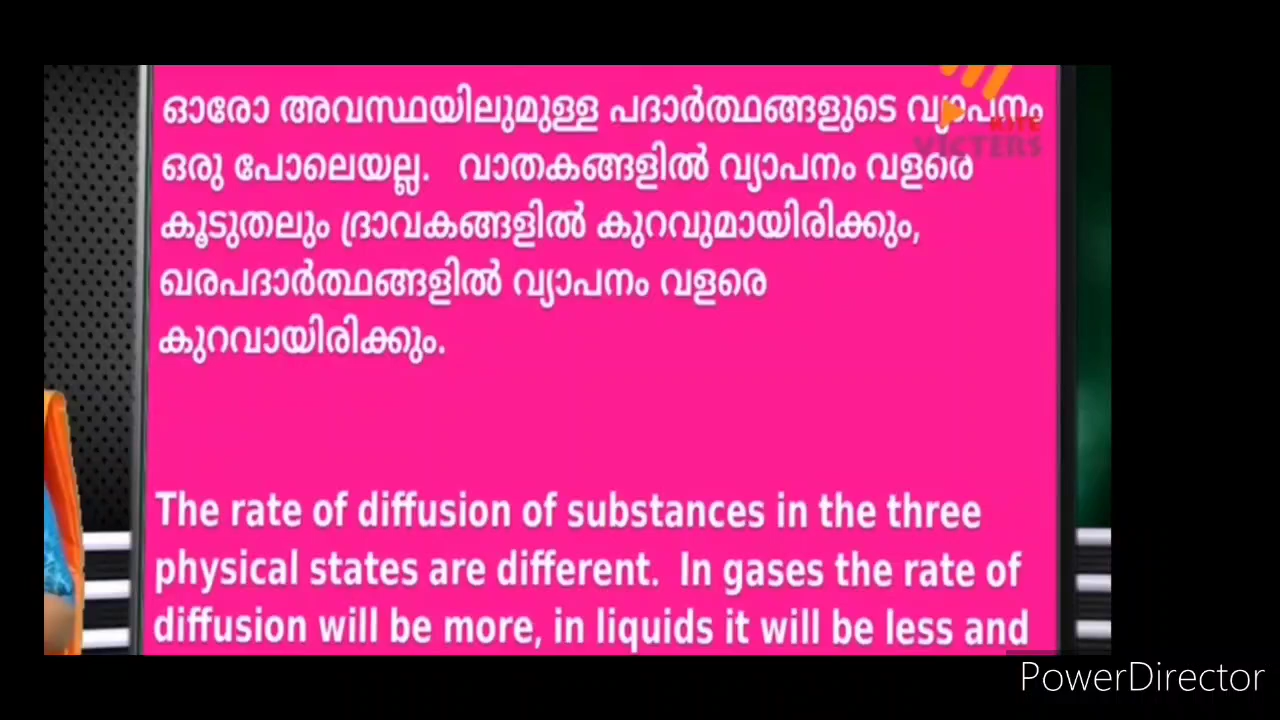 ഓരോ അവസ്ഥയിലുമുള്ള പദാർത്ഥങ്ങളുടെ വ്യാപനം
KITE
VICTERS
ഒരു പോലെയല്ല. വാതകങ്ങളിൽ വ്യാപനം വളരെ
കൂടുതലും ദ്രാവകങ്ങളിൽ കുറവുമായിരിക്കും,
ഖരപദാർത്ഥങ്ങളിൽ വ്യാപനം വളരെ
കുറവായിരിക്കും.
The rate of diffusion of substances in the three
physical states are different. In gases the rate of
diffusion will be more, in liquids it will be less and
PowerDirector